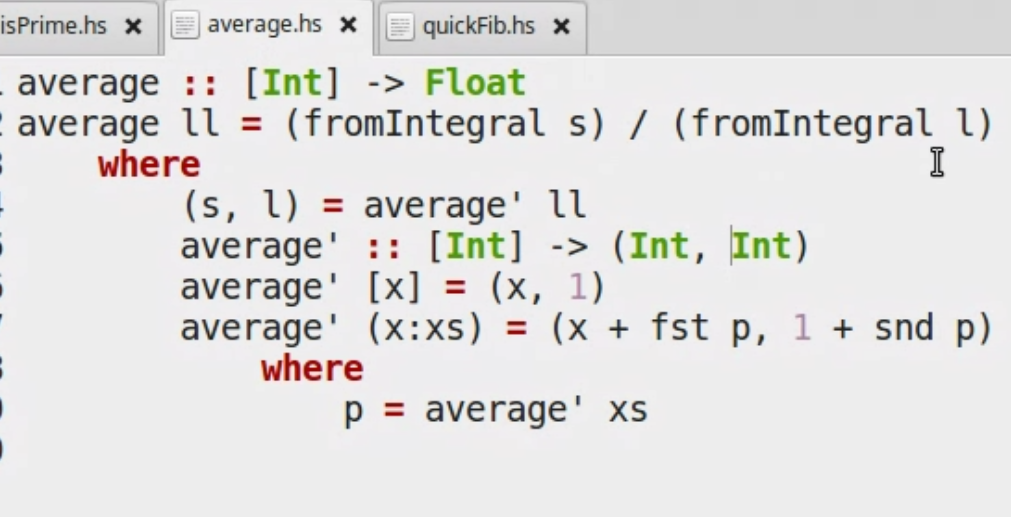 isPrime.hs × average.hs × quickFib.hs ×
average :: [Int] -> Float
average ll = (fromIntegral s) / (fromIntegral l)
    where
        (s, l) = average' ll
        average' :: [Int] -> (Int, Int)
        average' [x] = (x, 1)
        average' (x:xs) = (x + fst p, 1 + snd p)
            where
                p = average' xs